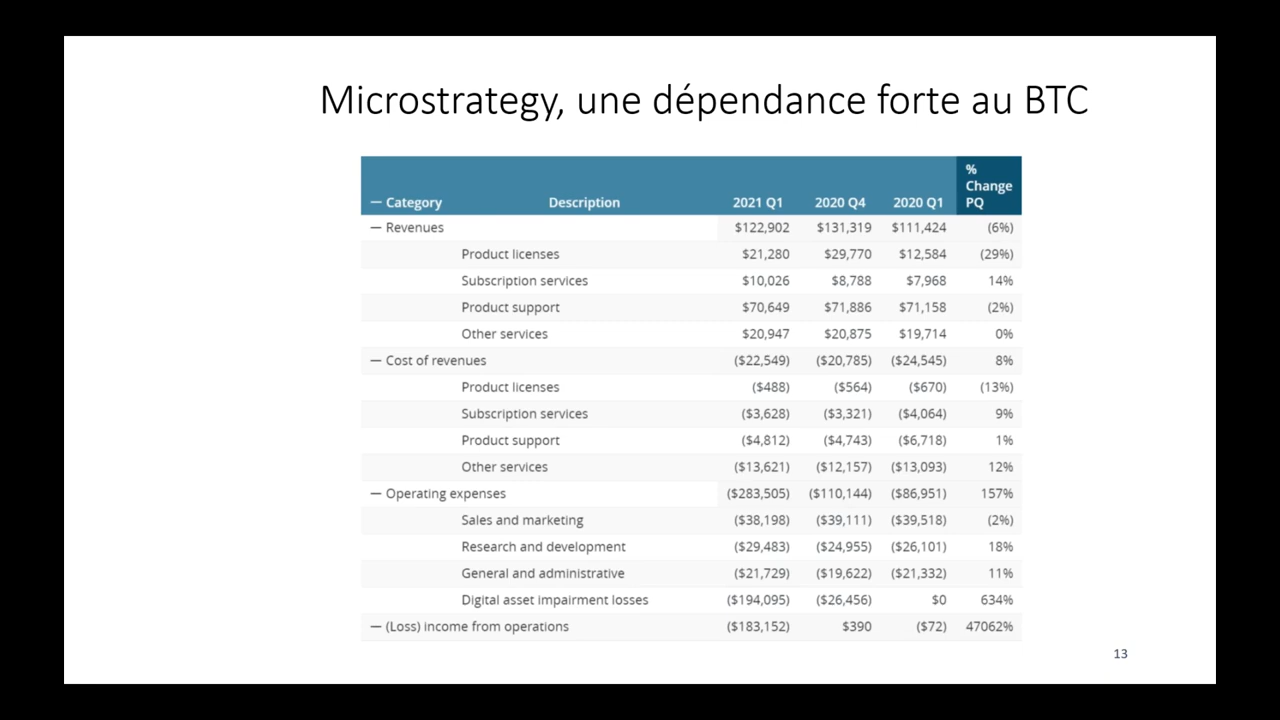 Microstrategy, une dépendance forte au BTC
— Category Description 2021 Q1 2020 Q4 2020 Q1 % Change PQ
— Revenues $122,902 $131,319 $111,424 (6%)
Product licenses $21,280 $29,770 $12,584 (29%)
Subscription services $10,026 $8,788 $7,968 14%
Product support $70,649 $71,886 $71,158 (2%)
Other services $20,947 $20,875 $19,714 0%
— Cost of revenues ($22,549) ($20,785) ($24,545) 8%
Product licenses ($488) ($564) ($670) (13%)
Subscription services ($3,628) ($3,321) ($4,064) 9%
Product support ($4,812) ($4,743) ($6,718) 1%
Other services ($13,621) ($12,157) ($13,093) 12%
— Operating expenses ($283,505) ($110,144) ($86,951) 157%
Sales and marketing ($38,198) ($39,111) ($39,518) (2%)
Research and development ($29,483) ($24,955) ($26,101) 18%
General and administrative ($21,729) ($19,622) ($21,332) 11%
Digital asset impairment losses ($194,095) ($26,456) $0 634%
— (Loss) income from operations ($183,152) $390 ($72) 47062%
13